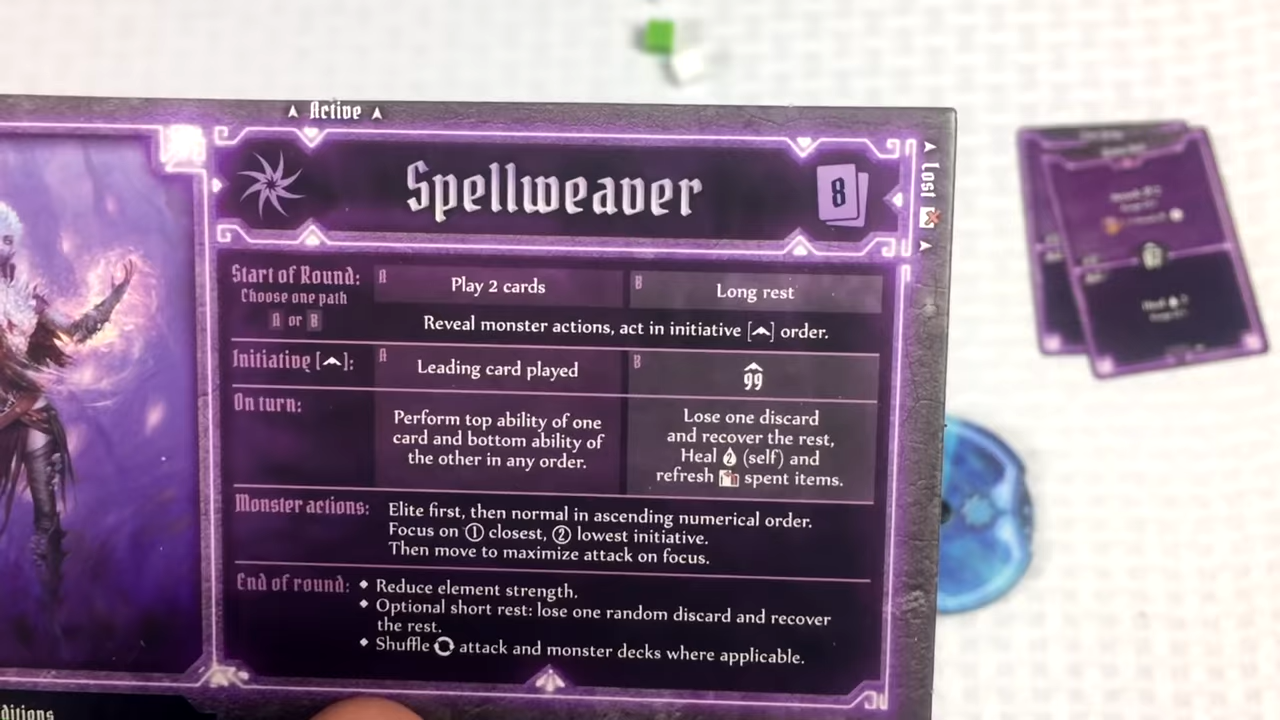 Active
Spellweaver
8
Lost
Start of Round:
Choose one path
A or B
A Play 2 cards
B Long rest
Reveal monster actions, act in initiative [ ] order.
Initiative [ ]:
A Leading card played
B 99
On turn:
Perform top ability of one
card and bottom ability of
the other in any order.
Lose one discard
and recover the rest,
Heal 2 (self) and
refresh spent items.
Monster actions:
Elite first, then normal in ascending numerical order.
Focus on ① closest, ② lowest initiative.
Then move to maximize attack on focus.
End of round:
Reduce element strength.
Optional short rest: lose one random discard and recover
the rest.
Shuffle attack and monster decks where applicable.